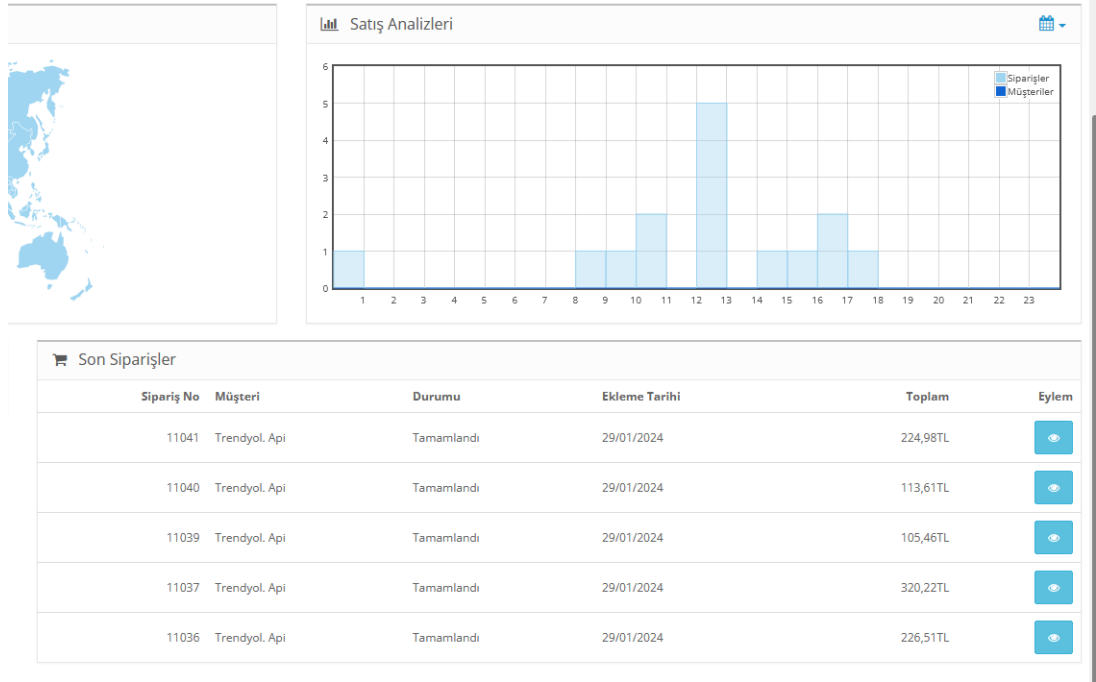 Satış Analizleri
6
5
4
3
2
1
0
Siparişler
Müşteriler
1 2 3 4 5 6 7 8 9 10 11 12 13 14 15 16 17 18 19 20 21 22 23
Son Siparişler
Sipariş No Müşteri Durumu Ekleme Tarihi Toplam Eylem
11041 Trendyol. Api Tamamlandı 29/01/2024 224,98TL
11040 Trendyol. Api Tamamlandı 29/01/2024 113,61TL
11039 Trendyol. Api Tamamlandı 29/01/2024 105,46TL
11037 Trendyol. Api Tamamlandı 29/01/2024 320,22TL
11036 Trendyol. Api Tamamlandı 29/01/2024 226,51TL